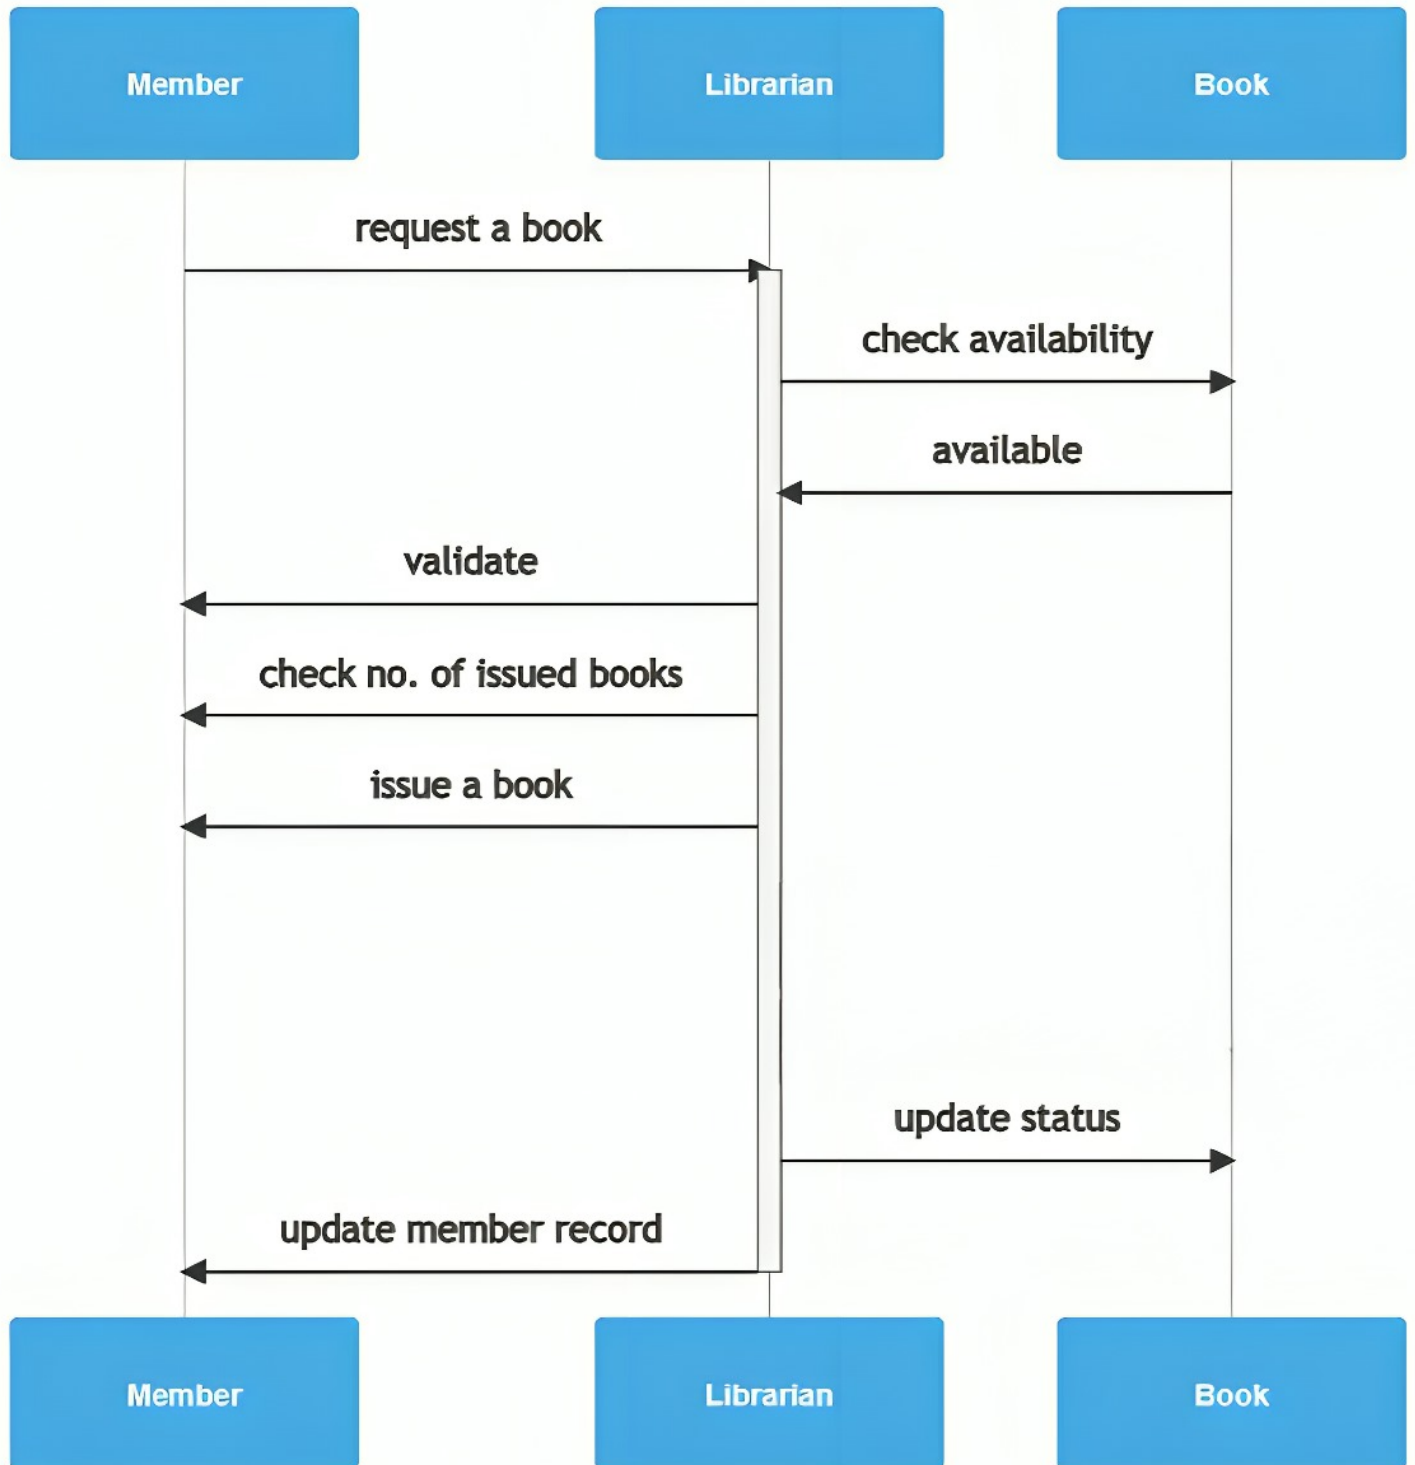 Member
Librarian
Book
request a book
check availability
available
validate
check no. of issued books
issue a book
update status
update member record
Member
Librarian
Book